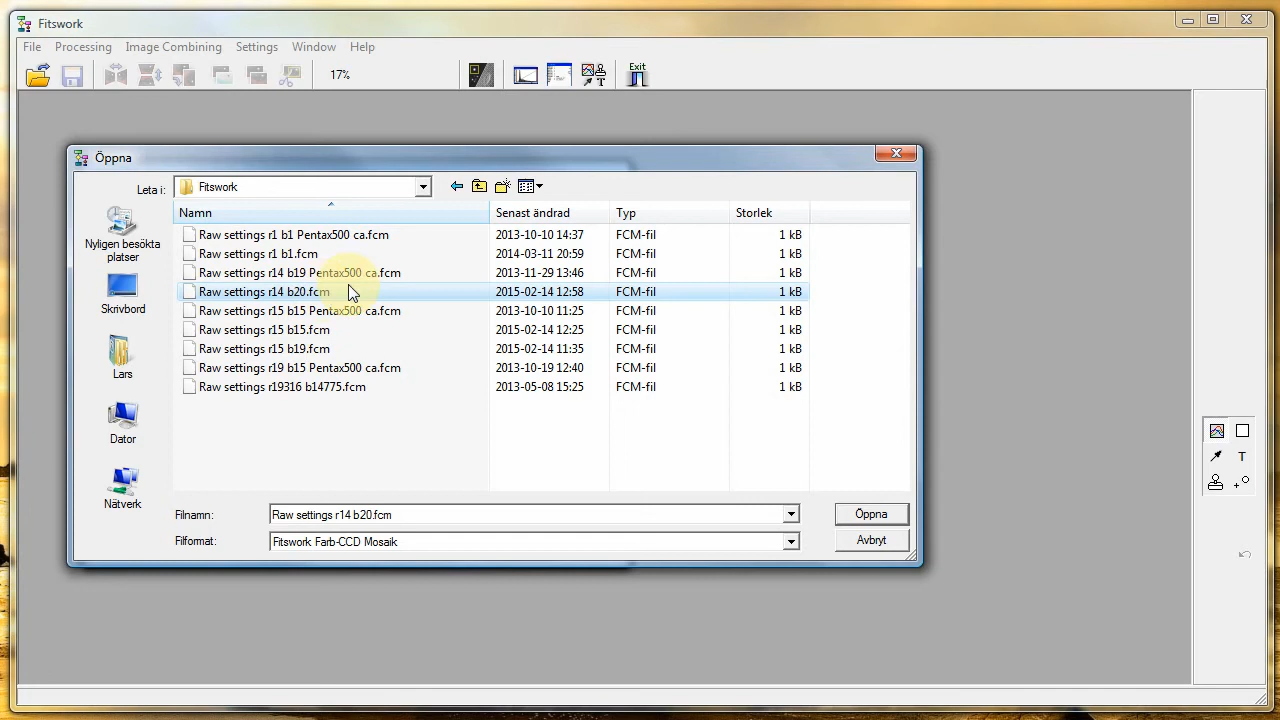 Fitswork
File Processing Image Combining Settings Window Help
17% Exit
T
Öppna
Leta i: Fitswork
Namn Senast ändrad Typ Storlek
Raw settings r1 b1 Pentax500 ca.fcm 2013-10-10 14:37 FCM-fil 1 kB
Raw settings r1 b1.fcm 2014-03-11 20:59 FCM-fil 1 kB
Raw settings r14 b19 Pentax500 ca.fcm 2013-11-29 13:46 FCM-fil 1 kB
Raw settings r14 b20.fcm 2015-02-14 12:58 FCM-fil 1 kB
Raw settings r15 b15 Pentax500 ca.fcm 2013-10-10 11:25 FCM-fil 1 kB
Raw settings r15 b15.fcm 2015-02-14 12:25 FCM-fil 1 kB
Raw settings r15 b19.fcm 2015-02-14 11:35 FCM-fil 1 kB
Raw settings r19 b15 Pentax500 ca.fcm 2013-10-19 12:40 FCM-fil 1 kB
Raw settings r19316 b14775.fcm 2013-05-08 15:25 FCM-fil 1 kB
Nyligen besökta
platser
Skrivbord
Lars
Dator
Nätverk
Filnamn: Raw settings r14 b20.fcm Öppna
Filformat: Fitswork Farb-CCD Mosaik Avbryt
T